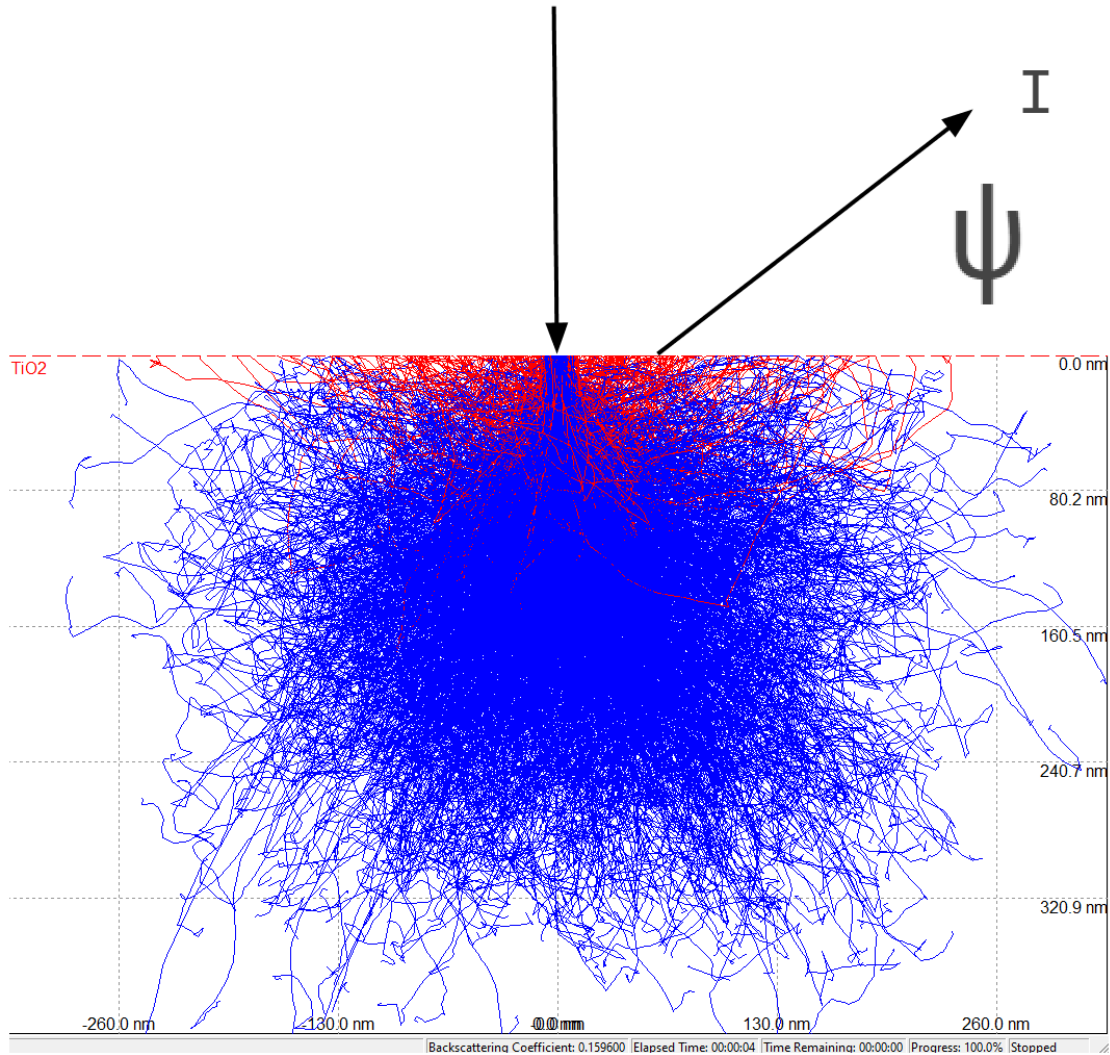 I
ψ
TiO2
0.0 nm
80.2 nm
160.5 nm
240.7 nm
320.9 nm
-260.0 nm -130.0 nm 130.0 nm 260.0 nm
Backscattering Coefficient: 0.159600 Elapsed Time: 00:00:04 Time Remaining: 00:00:00 Progress: 100.0% Stopped